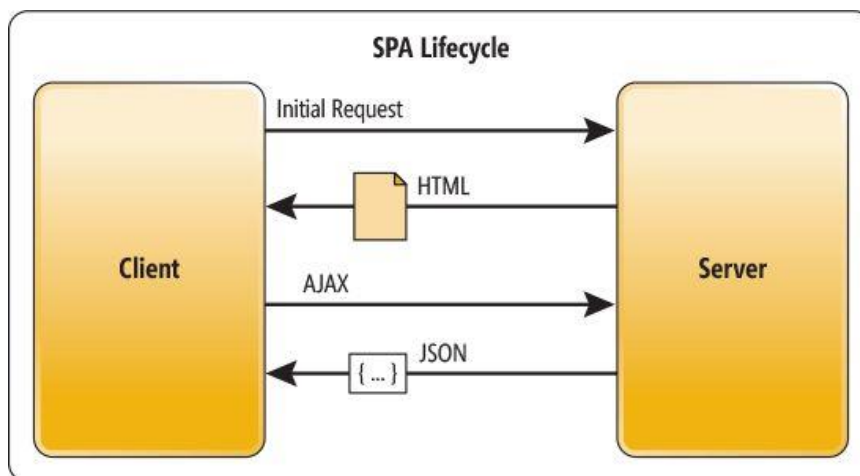 SPA Lifecycle
Initial Request
HTML
Client
Server
AJAX
JSON
{ ... }